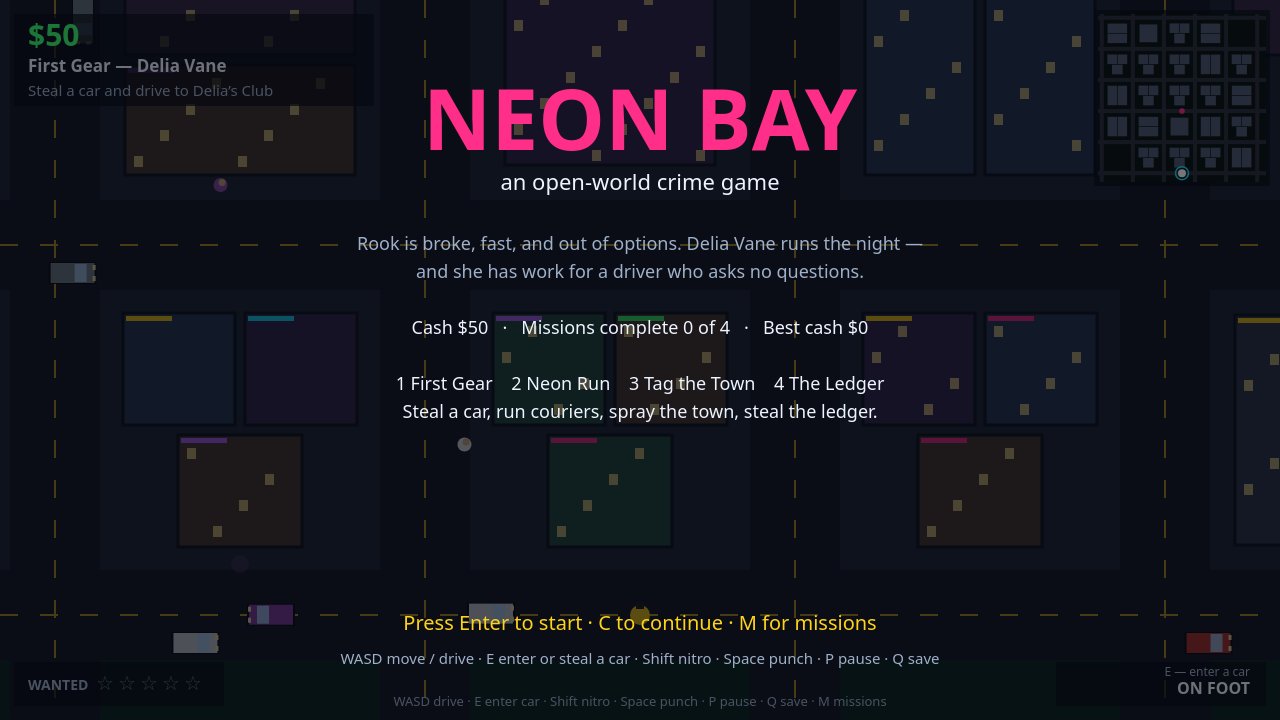 $50
First Gear — Delia Vane
Steal a car and drive to Delia's Club
NEON BAY
an open-world crime game
Rook is broke, fast, and out of options. Delia Vane runs the night —
and she has work for a driver who asks no questions.
Cash $50 · Missions complete 0 of 4 · Best cash $0
1 First Gear 2 Neon Run 3 Tag the Town 4 The Ledger
Steal a car, run couriers, spray the town, steal the ledger.
Press Enter to start · C to continue · M for missions
WASD move / drive · E enter or steal a car · Shift nitro · Space punch · P pause · Q save
WANTED ☆ ☆ ☆ ☆ ☆
E — enter a car
ON FOOT
WASD drive · E enter car · Shift nitro · Space punch · P pause · Q save · M missions